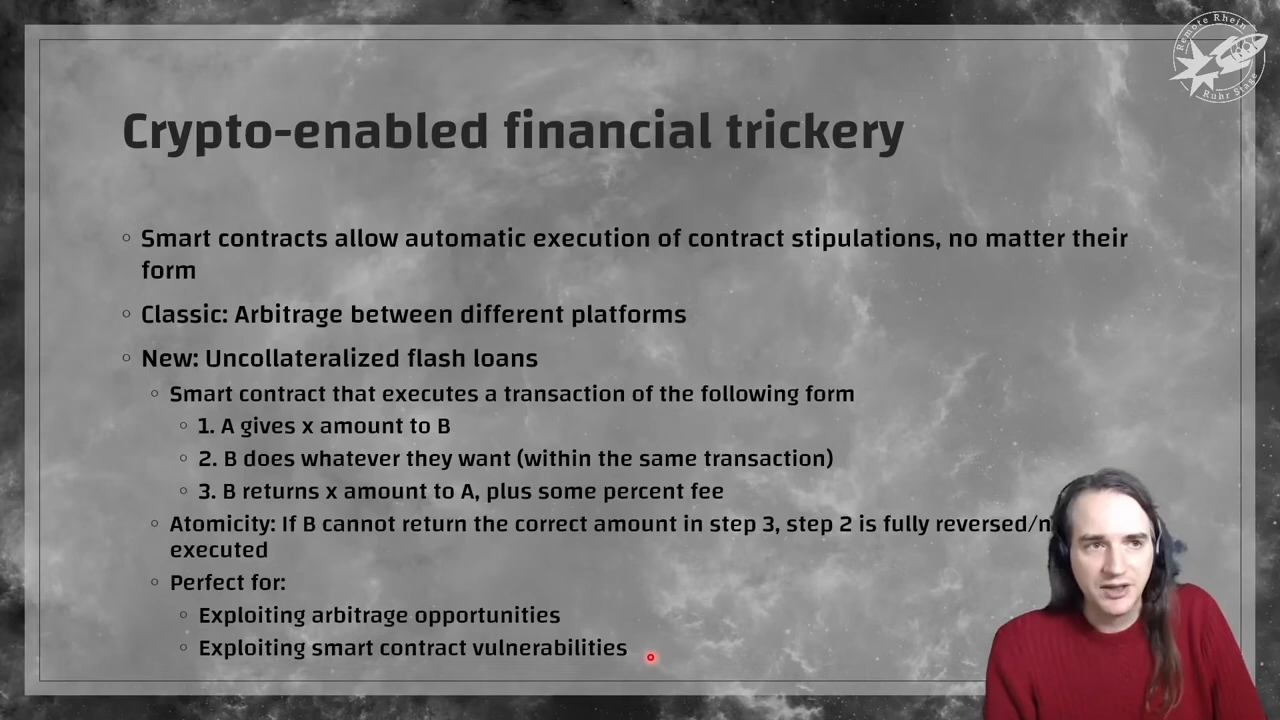 Remote Rhein
Ruhr Stage
Crypto-enabled financial trickery
Smart contracts allow automatic execution of contract stipulations, no matter their
form
Classic: Arbitrage between different platforms
New: Uncollateralized flash loans
Smart contract that executes a transaction of the following form
1. A gives x amount to B
2. B does whatever they want (within the same transaction)
3. B returns x amount to A, plus some percent fee
Atomicity: If B cannot return the correct amount in step 3, step 2 is fully reversed/n
executed
Perfect for:
Exploiting arbitrage opportunities
Exploiting smart contract vulnerabilities